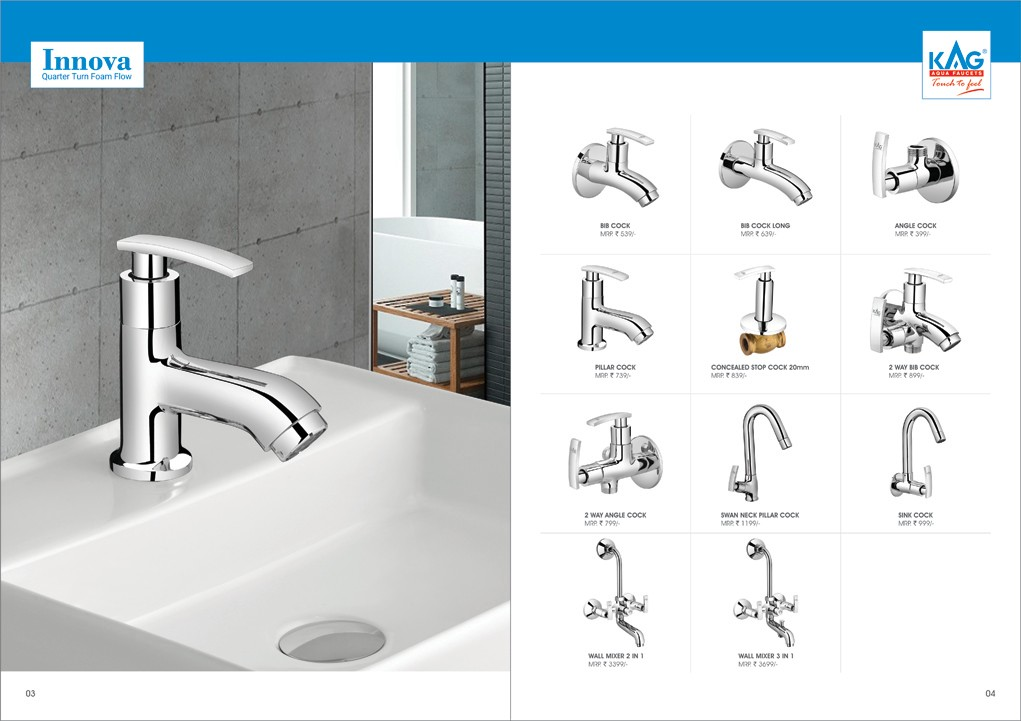 Innova
Quarter Turn Foam Flow
KAG®
AQUA FAUCETS
Touch to feel
BIB COCK
MRP. ₹ 539/-
BIB COCK LONG
MRP. ₹ 639/-
KAG
ANGLE COCK
MRP. ₹ 399/-
PILLAR COCK
MRP. ₹ 739/-
CONCEALED STOP COCK 20mm
MRP. ₹ 839/-
KAG
2 WAY BIB COCK
MRP. ₹ 899/-
2 WAY ANGLE COCK
MRP. ₹ 799/-
SWAN NECK PILLAR COCK
MRP. ₹ 1199/-
SINK COCK
MRP. ₹ 999/-
WALL MIXER 2 IN 1
MRP. ₹ 3399/-
WALL MIXER 3 IN 1
MRP. ₹ 3699/-
03
04